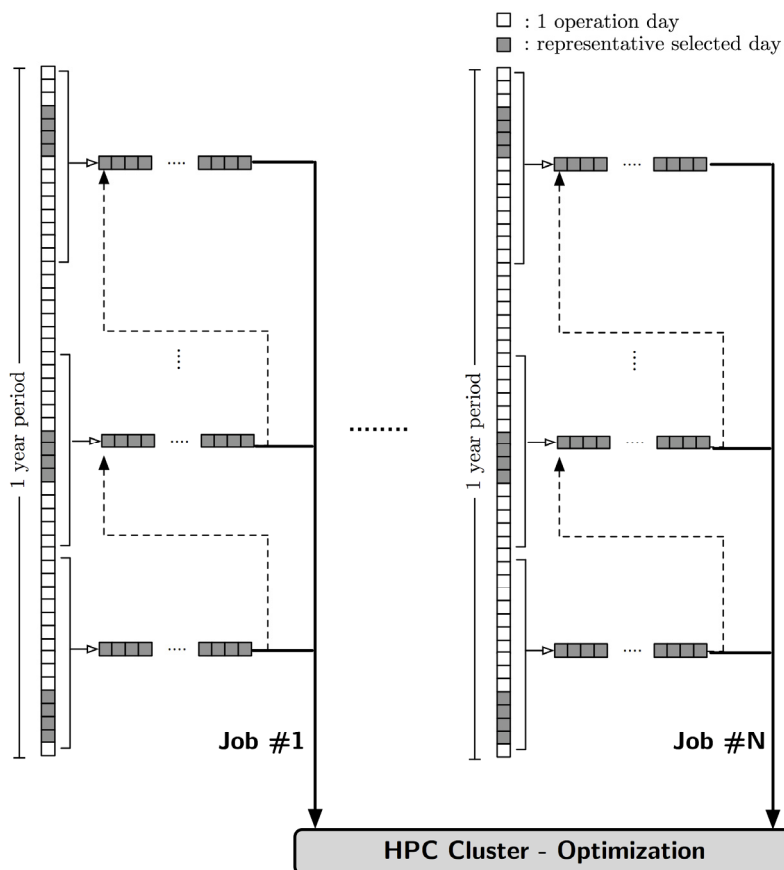 : 1 operation day
: representative selected day
1 year period
1 year period
Job #1
Job #N
HPC Cluster - Optimization